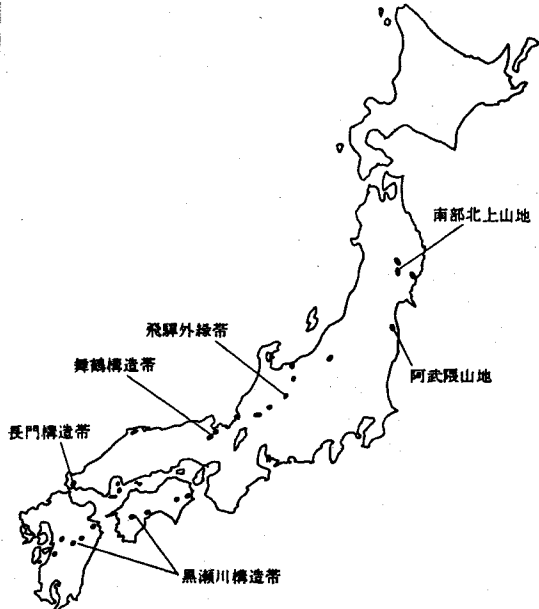 南部北上山地
飛驒外縁帯
舞鶴構造帯
阿武隈山地
長門構造帯
黒瀬川構造帯